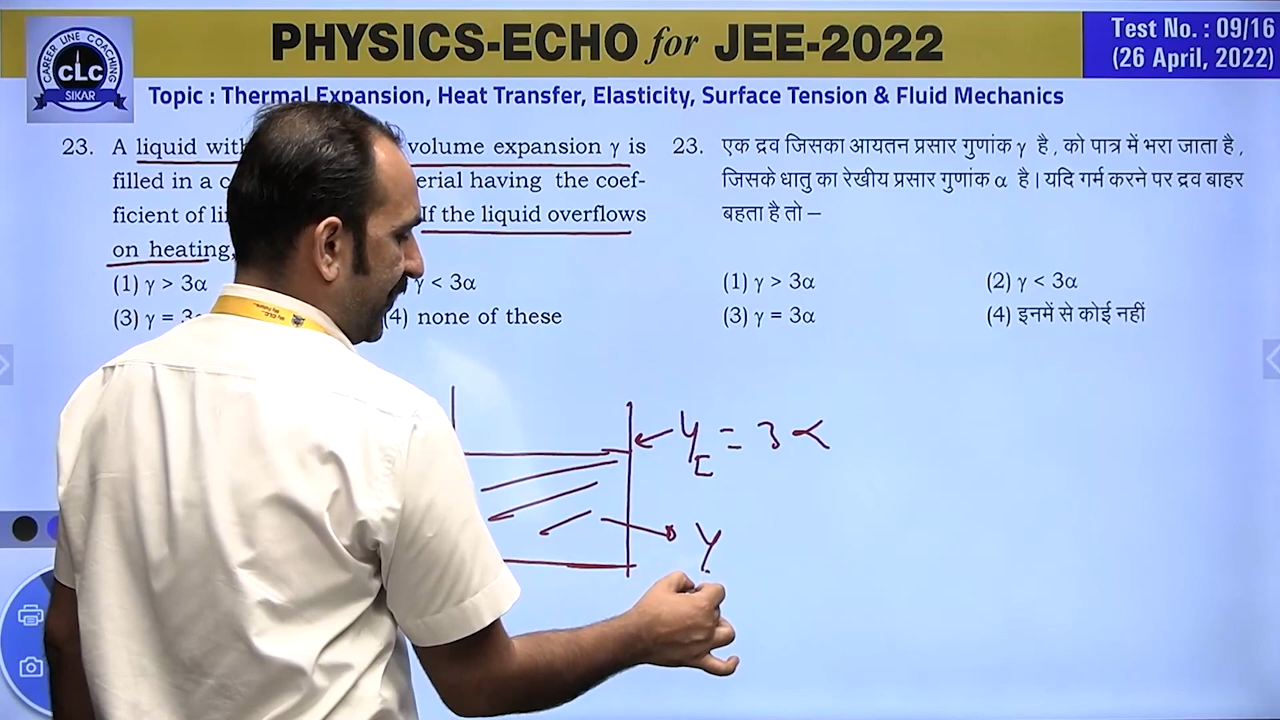 PHYSICS-ECHO for JEE-2022
Test No. : 09/16
(26 April, 2022)
CAREER LINE COACHING
CLC
SIKAR
Topic : Thermal Expansion, Heat Transfer, Elasticity, Surface Tension & Fluid Mechanics
23. A liquid volume expansion γ is
filled in a having the coef-
ficient of If the liquid overflows
on heating,
(1) γ > 3α γ < 3α
(3) γ = (4) none of these
23. एक द्रव जिसका आयतन प्रसार गुणांक γ है , को पात्र में भरा जाता है ,
जिसके धातु का रेखीय प्रसार गुणांक α है । यदि गर्म करने पर द्रव बाहर
बहता है तो –
(1) γ > 3α (2) γ < 3α
(3) γ = 3α (4) इनमें से कोई नहीं
= 3 α
γ